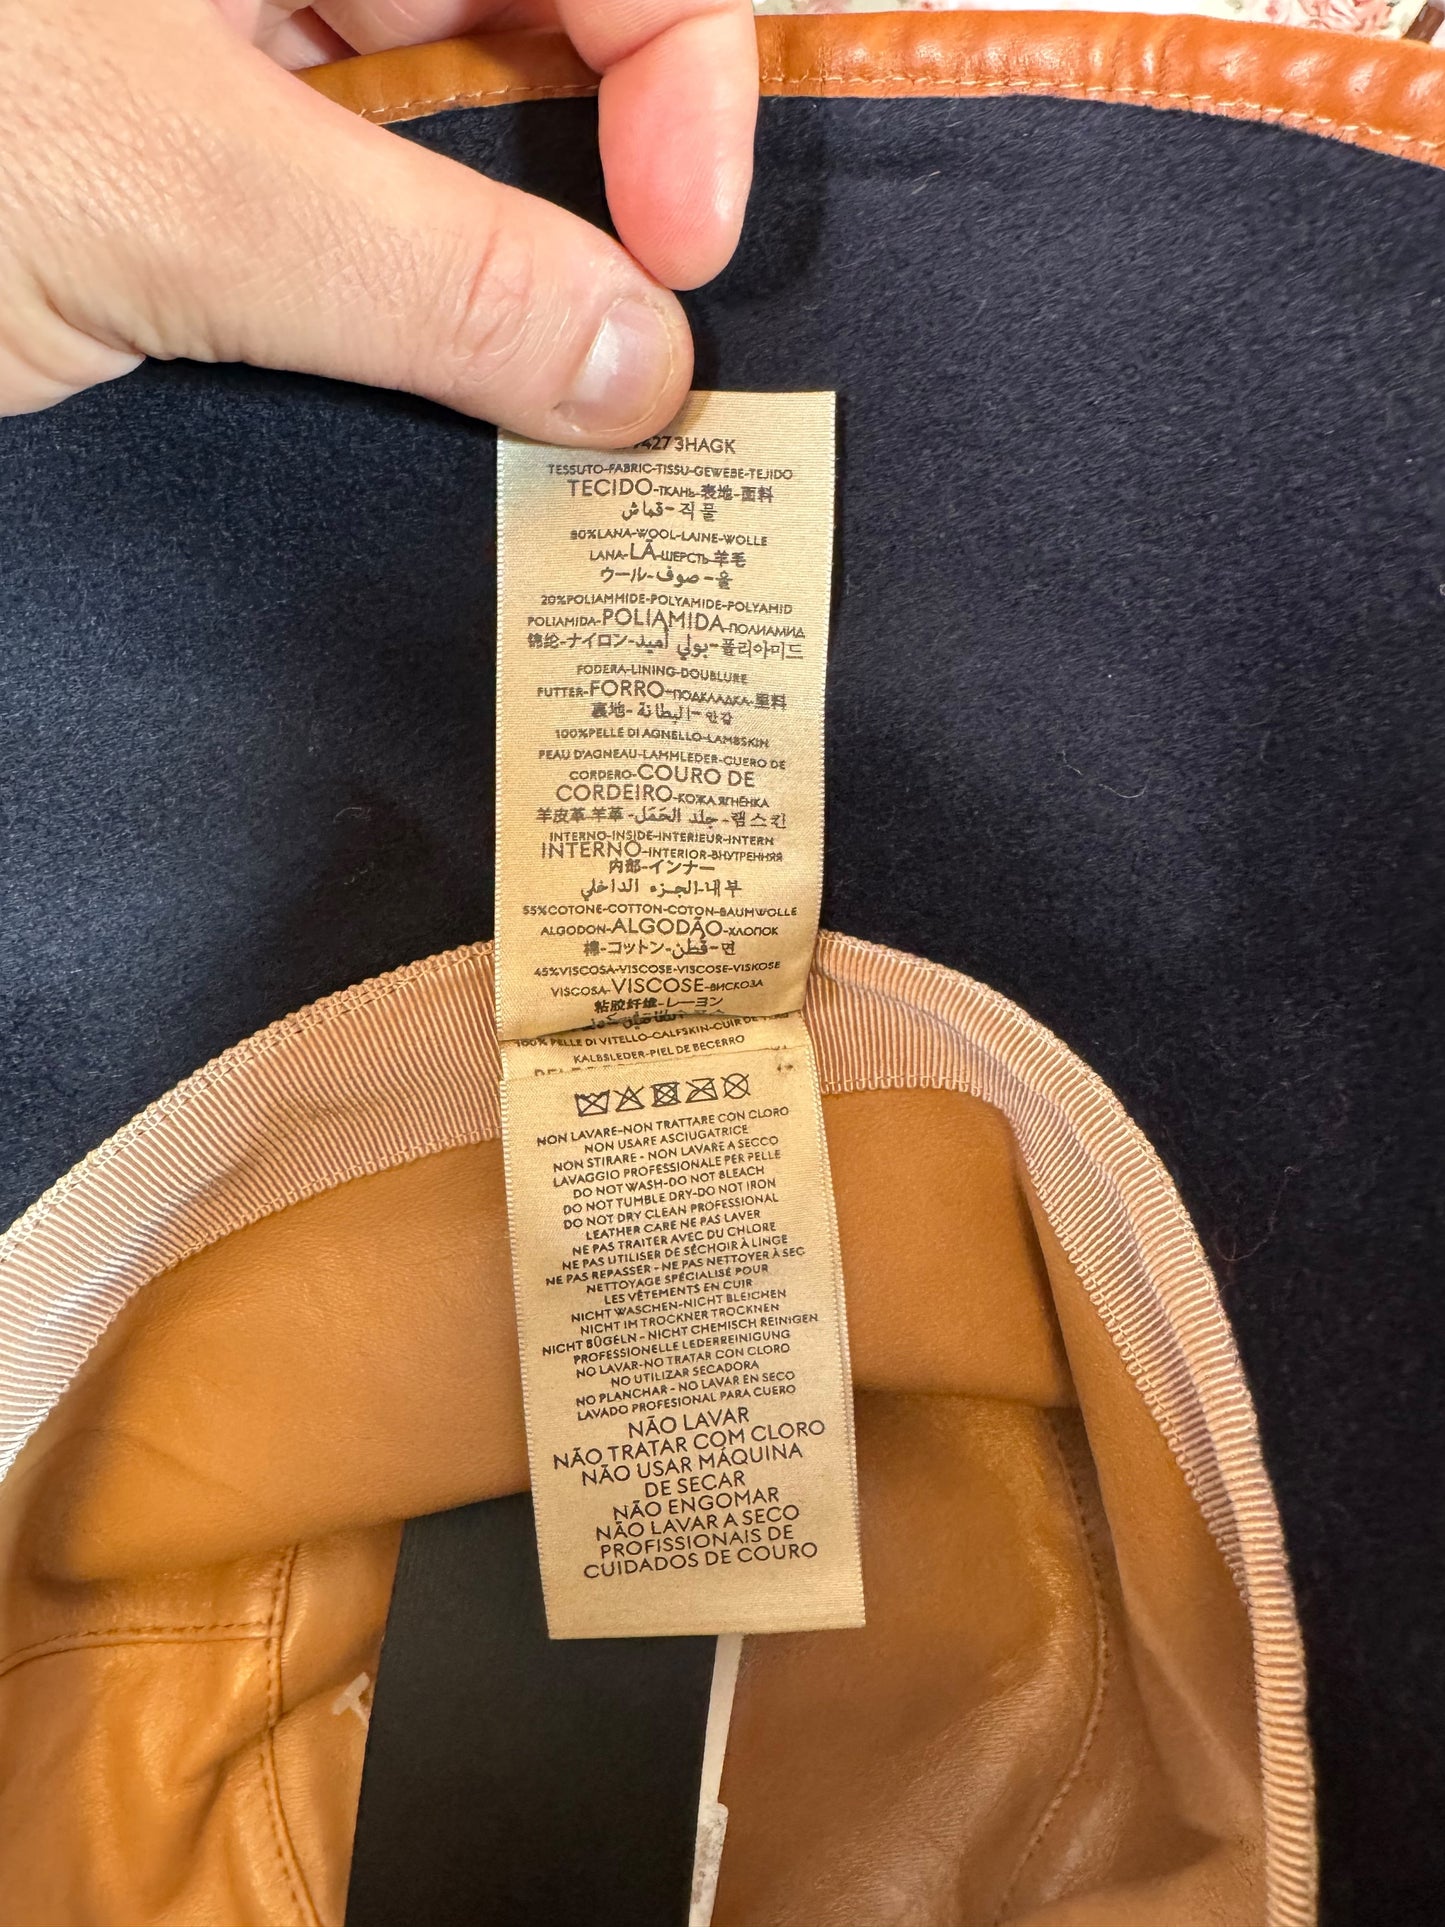 4273HAGK
TESSUTO-FABRIC-TISSU-GEWEBE-TEJIDO
TECIDO-ТКАНЬ-表地-面料
قماش-직물
80%LANA-WOOL-LAINE-WOLLE
LANA-LÃ-ШЕРСТЬ-羊毛
ウール-صوف-울
20%POLIAMMIDE-POLYAMIDE-POLYAMID
POLIAMIDA-POLIAMIDA-ПОЛИАМИД
锦纶-ナイロン-بولي أميد-폴리아미드
FODERA-LINING-DOUBLURE
FUTTER-FORRO-ПОДКЛАДКА-里料
裏地-البطانة-안감
100%PELLE DI AGNELLO-LAMBSKIN
PEAU D'AGNEAU-LAMMLEDER-CUERO DE
CORDERO-COURO DE
CORDEIRO-КОЖА ЯГНЁНКА
羊皮革 羊革-جلد الحَمَل-램스킨
INTERNO-INSIDE-INTERIEUR-INTERN
INTERNO-INTERIOR-ВНУТРЕННЯЯ
内部-インナー
الجزء الداخلي-내부
55%COTONE-COTTON-COTON-BAUMWOLLE
ALGODON-ALGODÃO-ХЛОПОК
棉-コットン-قطن-면
45%VISCOSA-VISCOSE-VISCOSE-VISKOSE
VISCOSA-VISCOSE-ВИСКОЗА
粘胶纤维-レーヨン
100% PELLE DI VITELLO-CALFSKIN-CUIR DE
KALBSLEDER-PIEL DE BECERRO
NON LAVARE-NON TRATTARE CON CLORO
NON USARE ASCIUGATRICE
NON STIRARE - NON LAVARE A SECCO
LAVAGGIO PROFESSIONALE PER PELLE
DO NOT WASH-DO NOT BLEACH
DO NOT TUMBLE DRY-DO NOT IRON
DO NOT DRY CLEAN PROFESSIONAL
LEATHER CARE NE PAS LAVER
NE PAS TRAITER AVEC DU CHLORE
NE PAS UTILISER DE SÉCHOIR À LINGE
NE PAS REPASSER - NE PAS NETTOYER À SEC
NETTOYAGE SPÉCIALISÉ POUR
LES VÊTEMENTS EN CUIR
NICHT WASCHEN-NICHT BLEICHEN
NICHT IM TROCKNER TROCKNEN
NICHT BÜGELN - NICHT CHEMISCH REINIGEN
PROFESSIONELLE LEDERREINIGUNG
NO LAVAR-NO TRATAR CON CLORO
NO UTILIZAR SECADORA
NO PLANCHAR - NO LAVAR EN SECO
LAVADO PROFESIONAL PARA CUERO
NÃO LAVAR
NÃO TRATAR COM CLORO
NÃO USAR MÁQUINA
DE SECAR
NÃO ENGOMAR
NÃO LAVAR A SECO
PROFISSIONAIS DE
CUIDADOS DE COURO